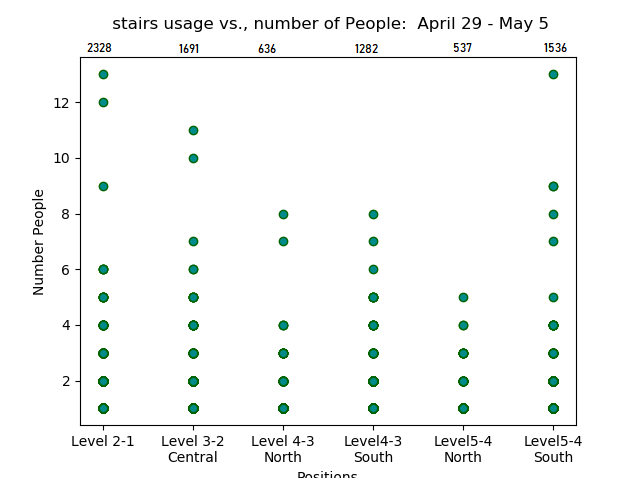 stairs usage vs., number of People:  April 29 - May 5
2328 1691 636 1282 537 1536
Number People
12
10
8
6
4
2
Level 2-1 Level 3-2 Level 4-3 Level4-3 Level5-4 Level5-4
Central North South North South
Positions